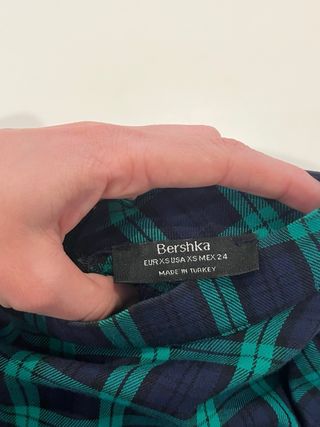 Bershka
EUR XS USA XS MEX 24
MADE IN TURKEY